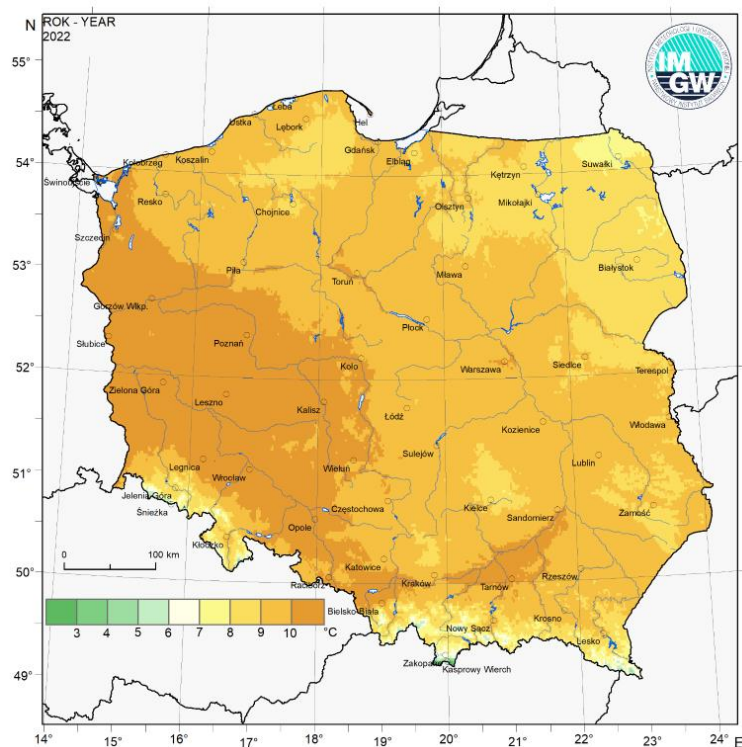 N
ROK - YEAR
2022
IMGW
55°
54°
53°
52°
51°
50°
49°
Łeba
Ustka
Lębork
Hel
Kołobrzeg
Koszalin
Gdańsk
Elbląg
Kętrzyn
Suwałki
Świnoujście
Resko
Chojnice
Olsztyn
Mikołajki
Szczecin
Piła
Toruń
Mława
Białystok
Gorzów Wlkp.
Płock
Słubice
Poznań
Koło
Warszawa
Siedlce
Terespol
Zielona Góra
Leszno
Kalisz
Łódź
Kozienice
Włodawa
Sulejów
Legnica
Wrocław
Wieluń
Lublin
Jelenia Góra
Śnieżka
Częstochowa
Kielce
Sandomierz
Zamość
Opole
Kłodzko
0 100 km
Katowice
Racibórz
Kraków
Tarnów
Rzeszów
Bielsko-Biała
Nowy Sącz
Krosno
Lesko
Zakopane
Kasprowy Wierch
3 4 5 6 7 8 9 10 °C
14° 15° 16° 17° 18° 19° 20° 21° 22° 23° 24° E